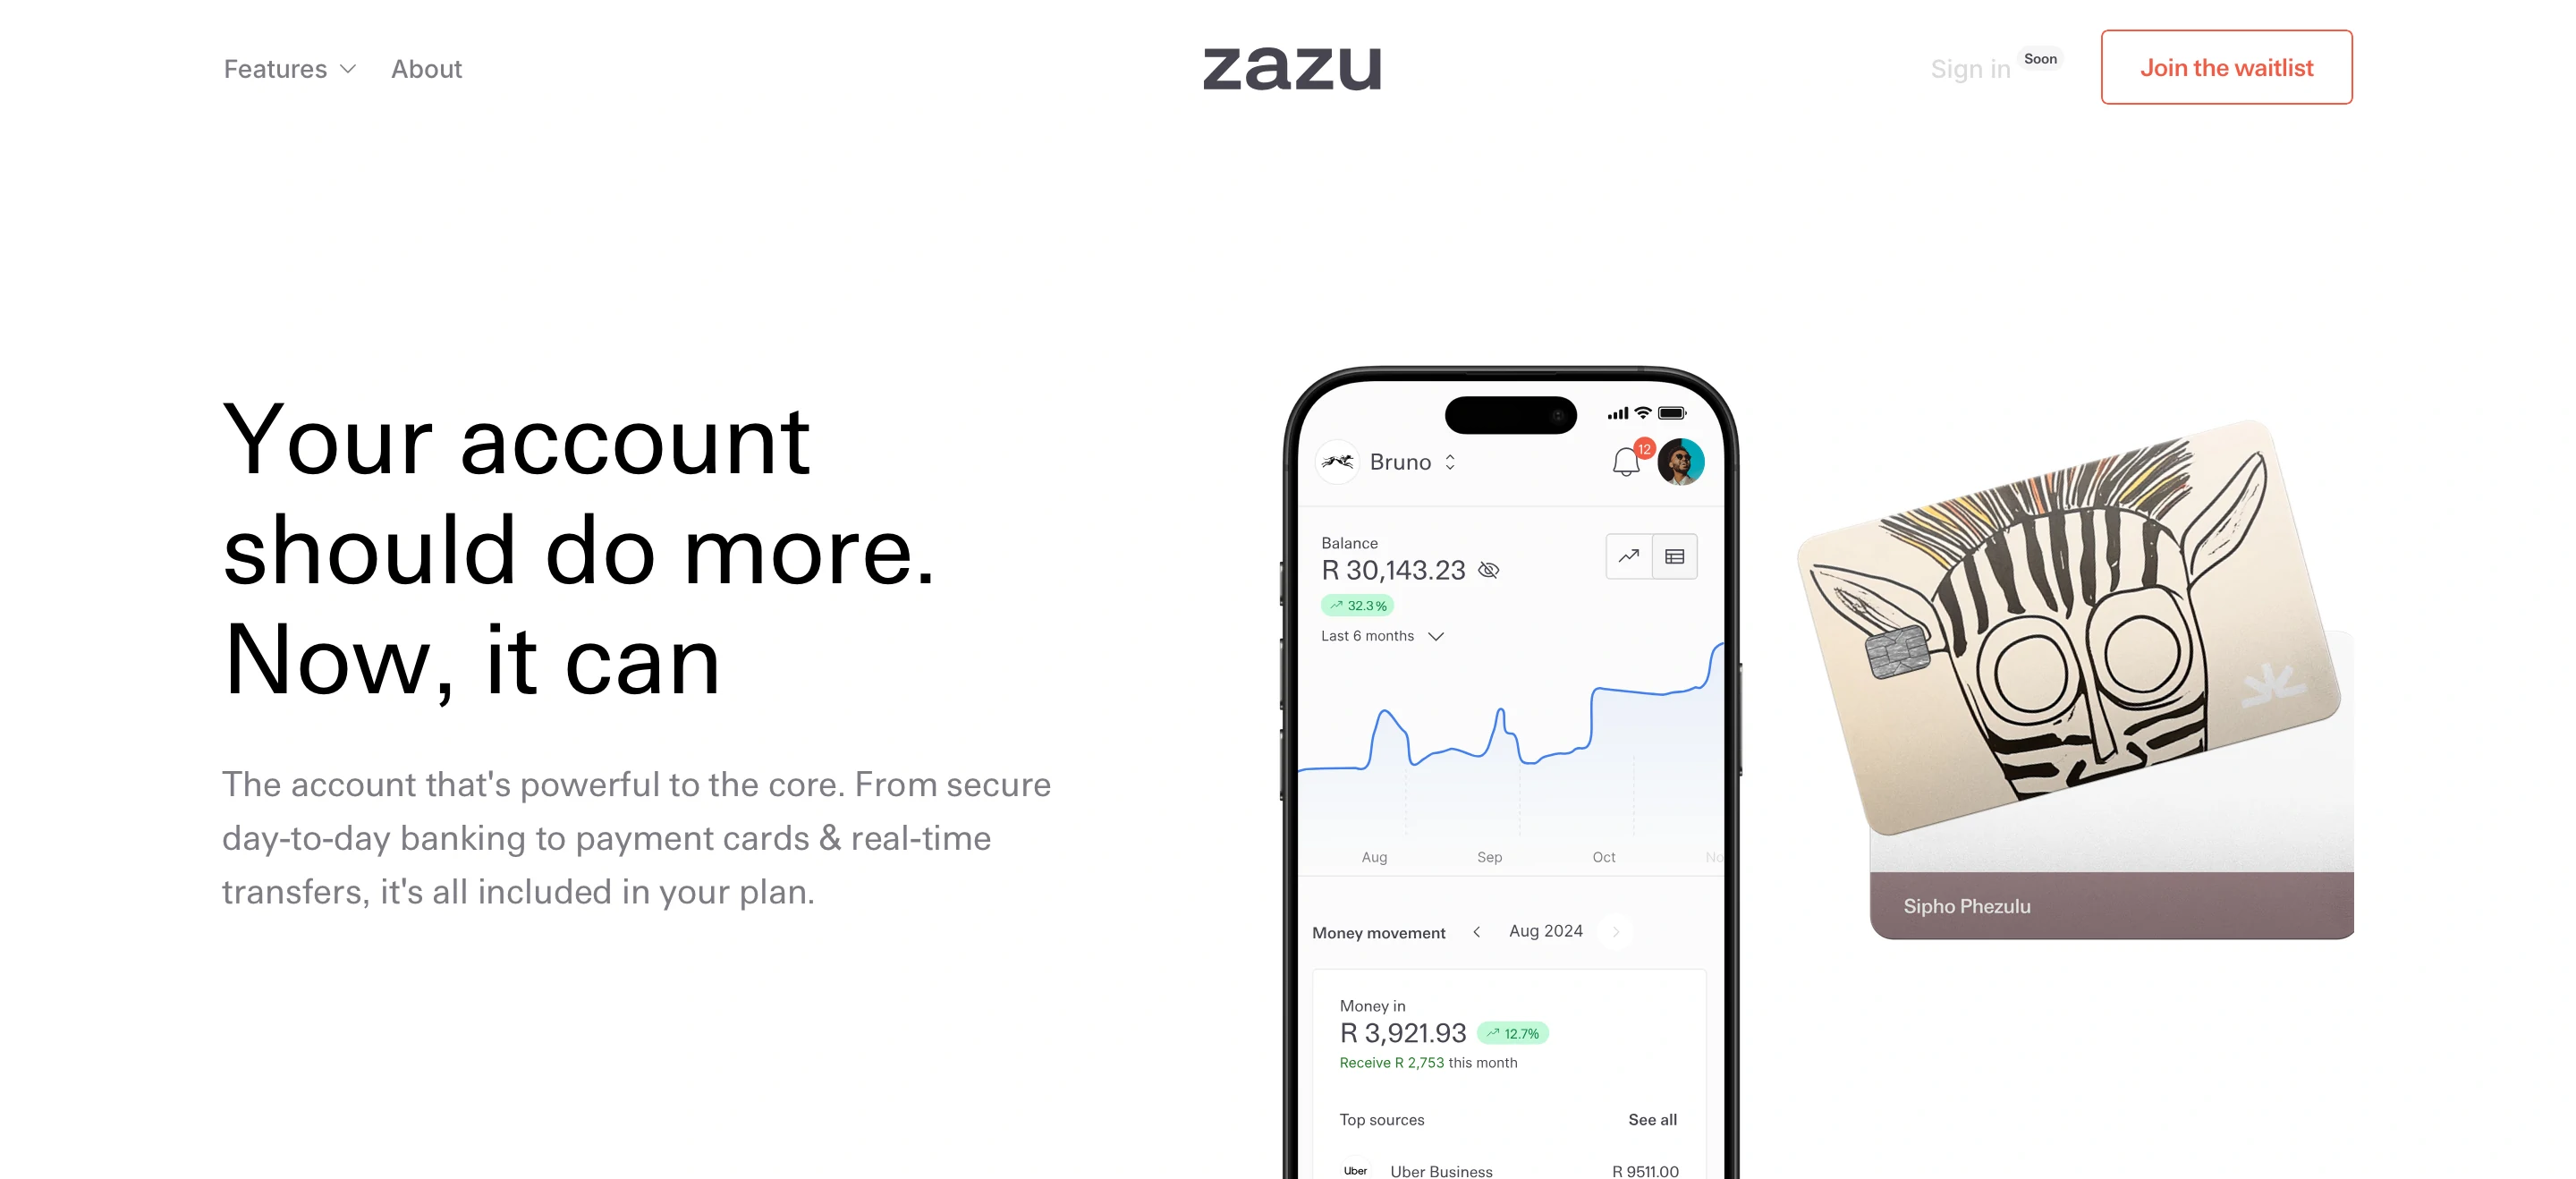 Features
About
zazu
Sign in
Soon
Join the waitlist
Your account
should do more.
Now, it can
The account that's powerful to the core. From secure
day-to-day banking to payment cards & real-time
transfers, it's all included in your plan.
Bruno
12
Balance
R 30,143.23
32.3%
Last 6 months
Aug
Sep
Oct
No
Money movement
Aug 2024
Money in
R 3,921.93
12.7%
Receive R 2,753 this month
Top sources
See all
Uber
Uber Business
R 9511.00
Sipho Phezulu